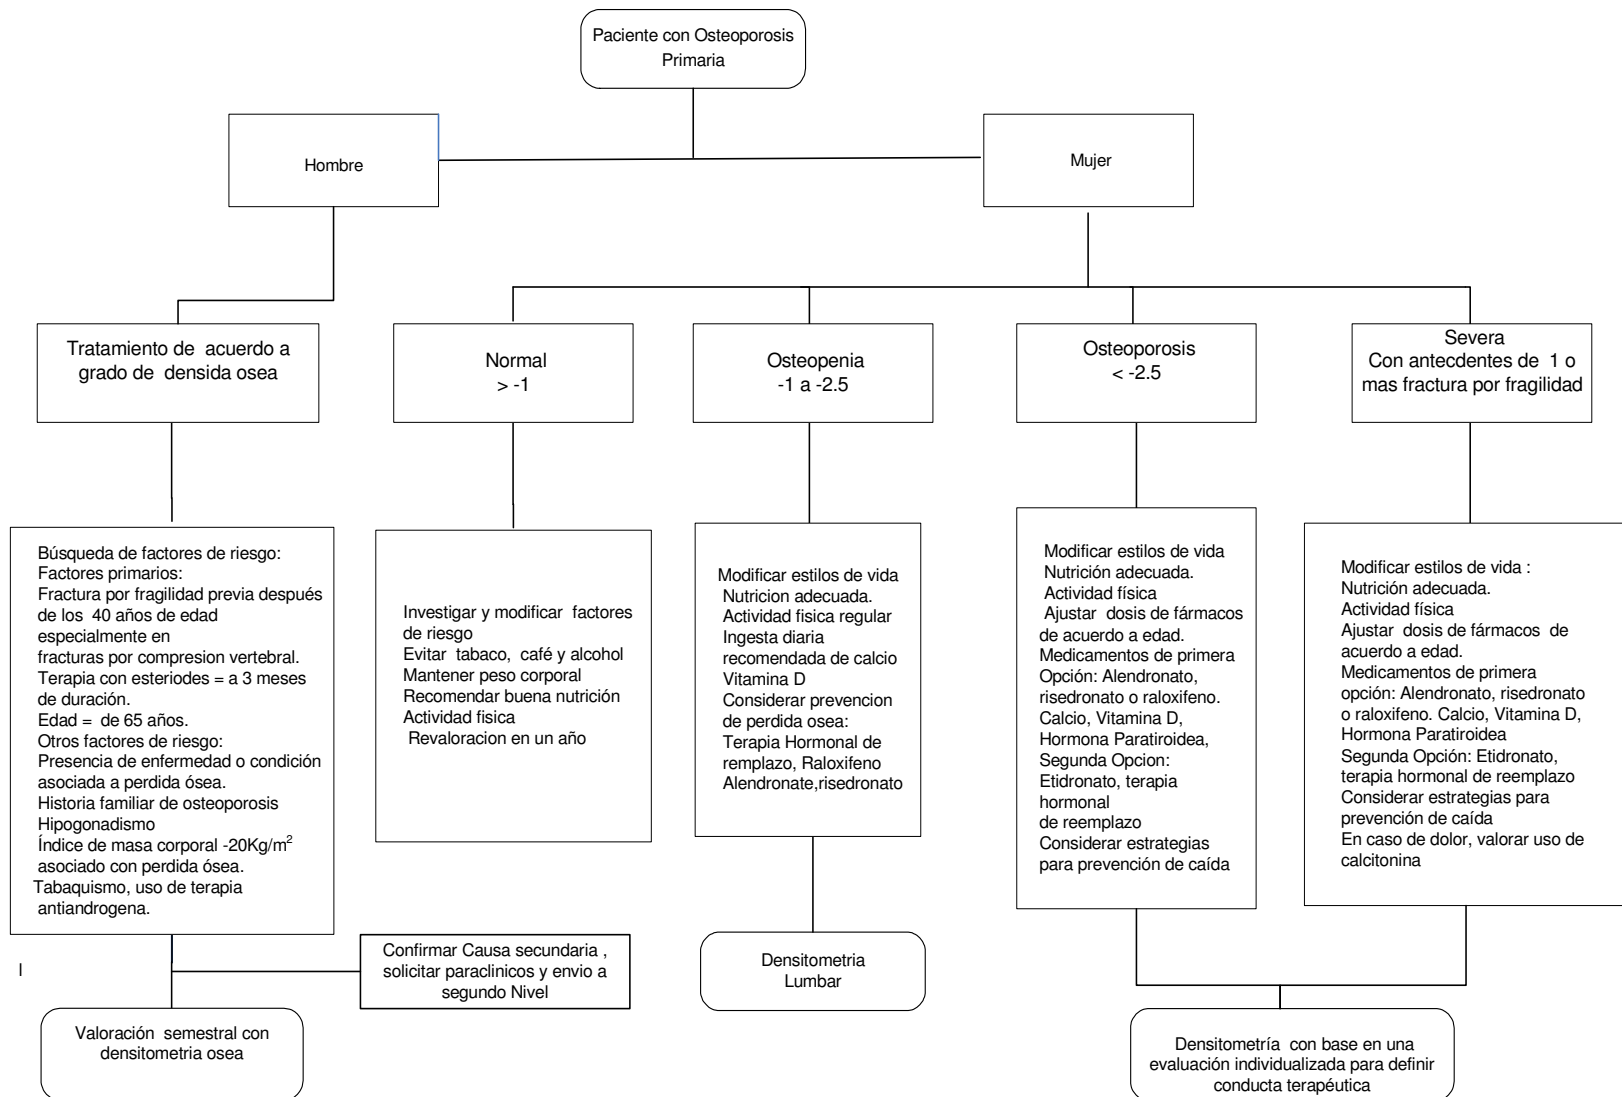 Paciente con Osteoporosis
Primaria
Hombre
Mujer
Tratamiento de  acuerdo a
grado de  densida osea
Normal
> -1
Osteopenia
-1 a -2.5
Osteoporosis
< -2.5
Severa
Con antecdentes de  1 o
mas fractura por fragilidad
Búsqueda de factores de riesgo:
Factores primarios:
Fractura por fragilidad previa después
de los  40 años de edad
especialmente en
fracturas por compresion vertebral.
Terapia con esteriodes = a 3 meses
de duración.
Edad =  de 65 años.
Otros factores de riesgo:
Presencia de enfermedad o condición
asociada a perdida ósea.
Historia familiar de osteoporosis
Hipogonadismo
Índice de masa corporal -20Kg/m²
asociado con perdida ósea.
Tabaquismo, uso de terapia
antiandrogena.
Investigar y modificar  factores
de riesgo
Evitar  tabaco,  café y alcohol
Mantener peso corporal
Recomendar buena nutrición
Actividad fisica
Revaloracion en un año
Modificar estilos de vida
Nutricion adecuada.
Actividad fisica regular
Ingesta diaria
recomendada de calcio
Vitamina D
Considerar prevencion
de perdida osea:
Terapia Hormonal de
remplazo, Raloxifeno
Alendronate,risedronato
Modificar estilos de vida
Nutrición adecuada.
Actividad física
Ajustar  dosis de fármacos
de acuerdo a edad.
Medicamentos de primera
Opción: Alendronato,
risedronato o raloxifeno.
Calcio, Vitamina D,
Hormona Paratiroidea,
Segunda Opcion:
Etidronato, terapia
hormonal
de reemplazo
Considerar estrategias
para prevención de caída
Modificar estilos de vida :
Nutrición adecuada.
Actividad física
Ajustar  dosis de fármacos  de
acuerdo a edad.
Medicamentos de primera
opción: Alendronato, risedronato
o raloxifeno. Calcio, Vitamina D,
Hormona Paratiroidea
Segunda Opción: Etidronato,
terapia hormonal de reemplazo
Considerar estrategias para
prevención de caída
En caso de dolor, valorar uso de
calcitonina
I
Confirmar Causa secundaria ,
solicitar paraclinicos y envio a
segundo Nivel
Densitometria
Lumbar
Valoración  semestral con
densitometria osea
Densitometría  con base en una
evaluación individualizada para definir
conducta terapéutica